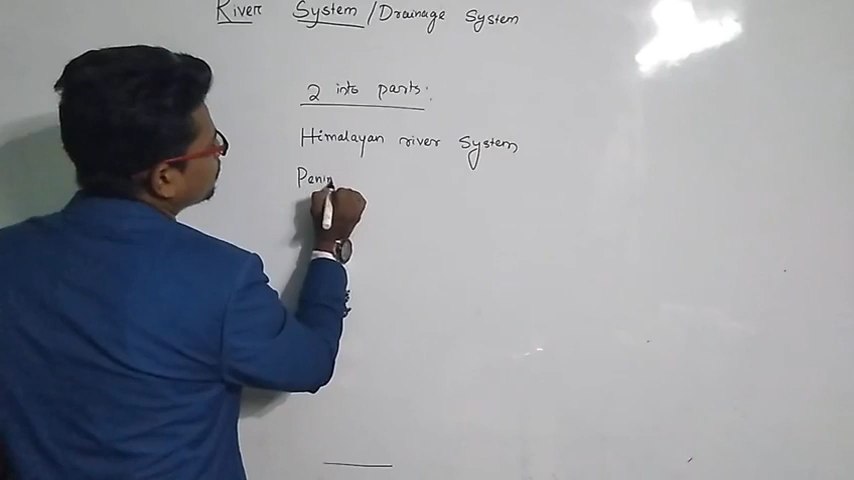 River System / Drainage System
2 into parts:
Himalayan river System
Penin